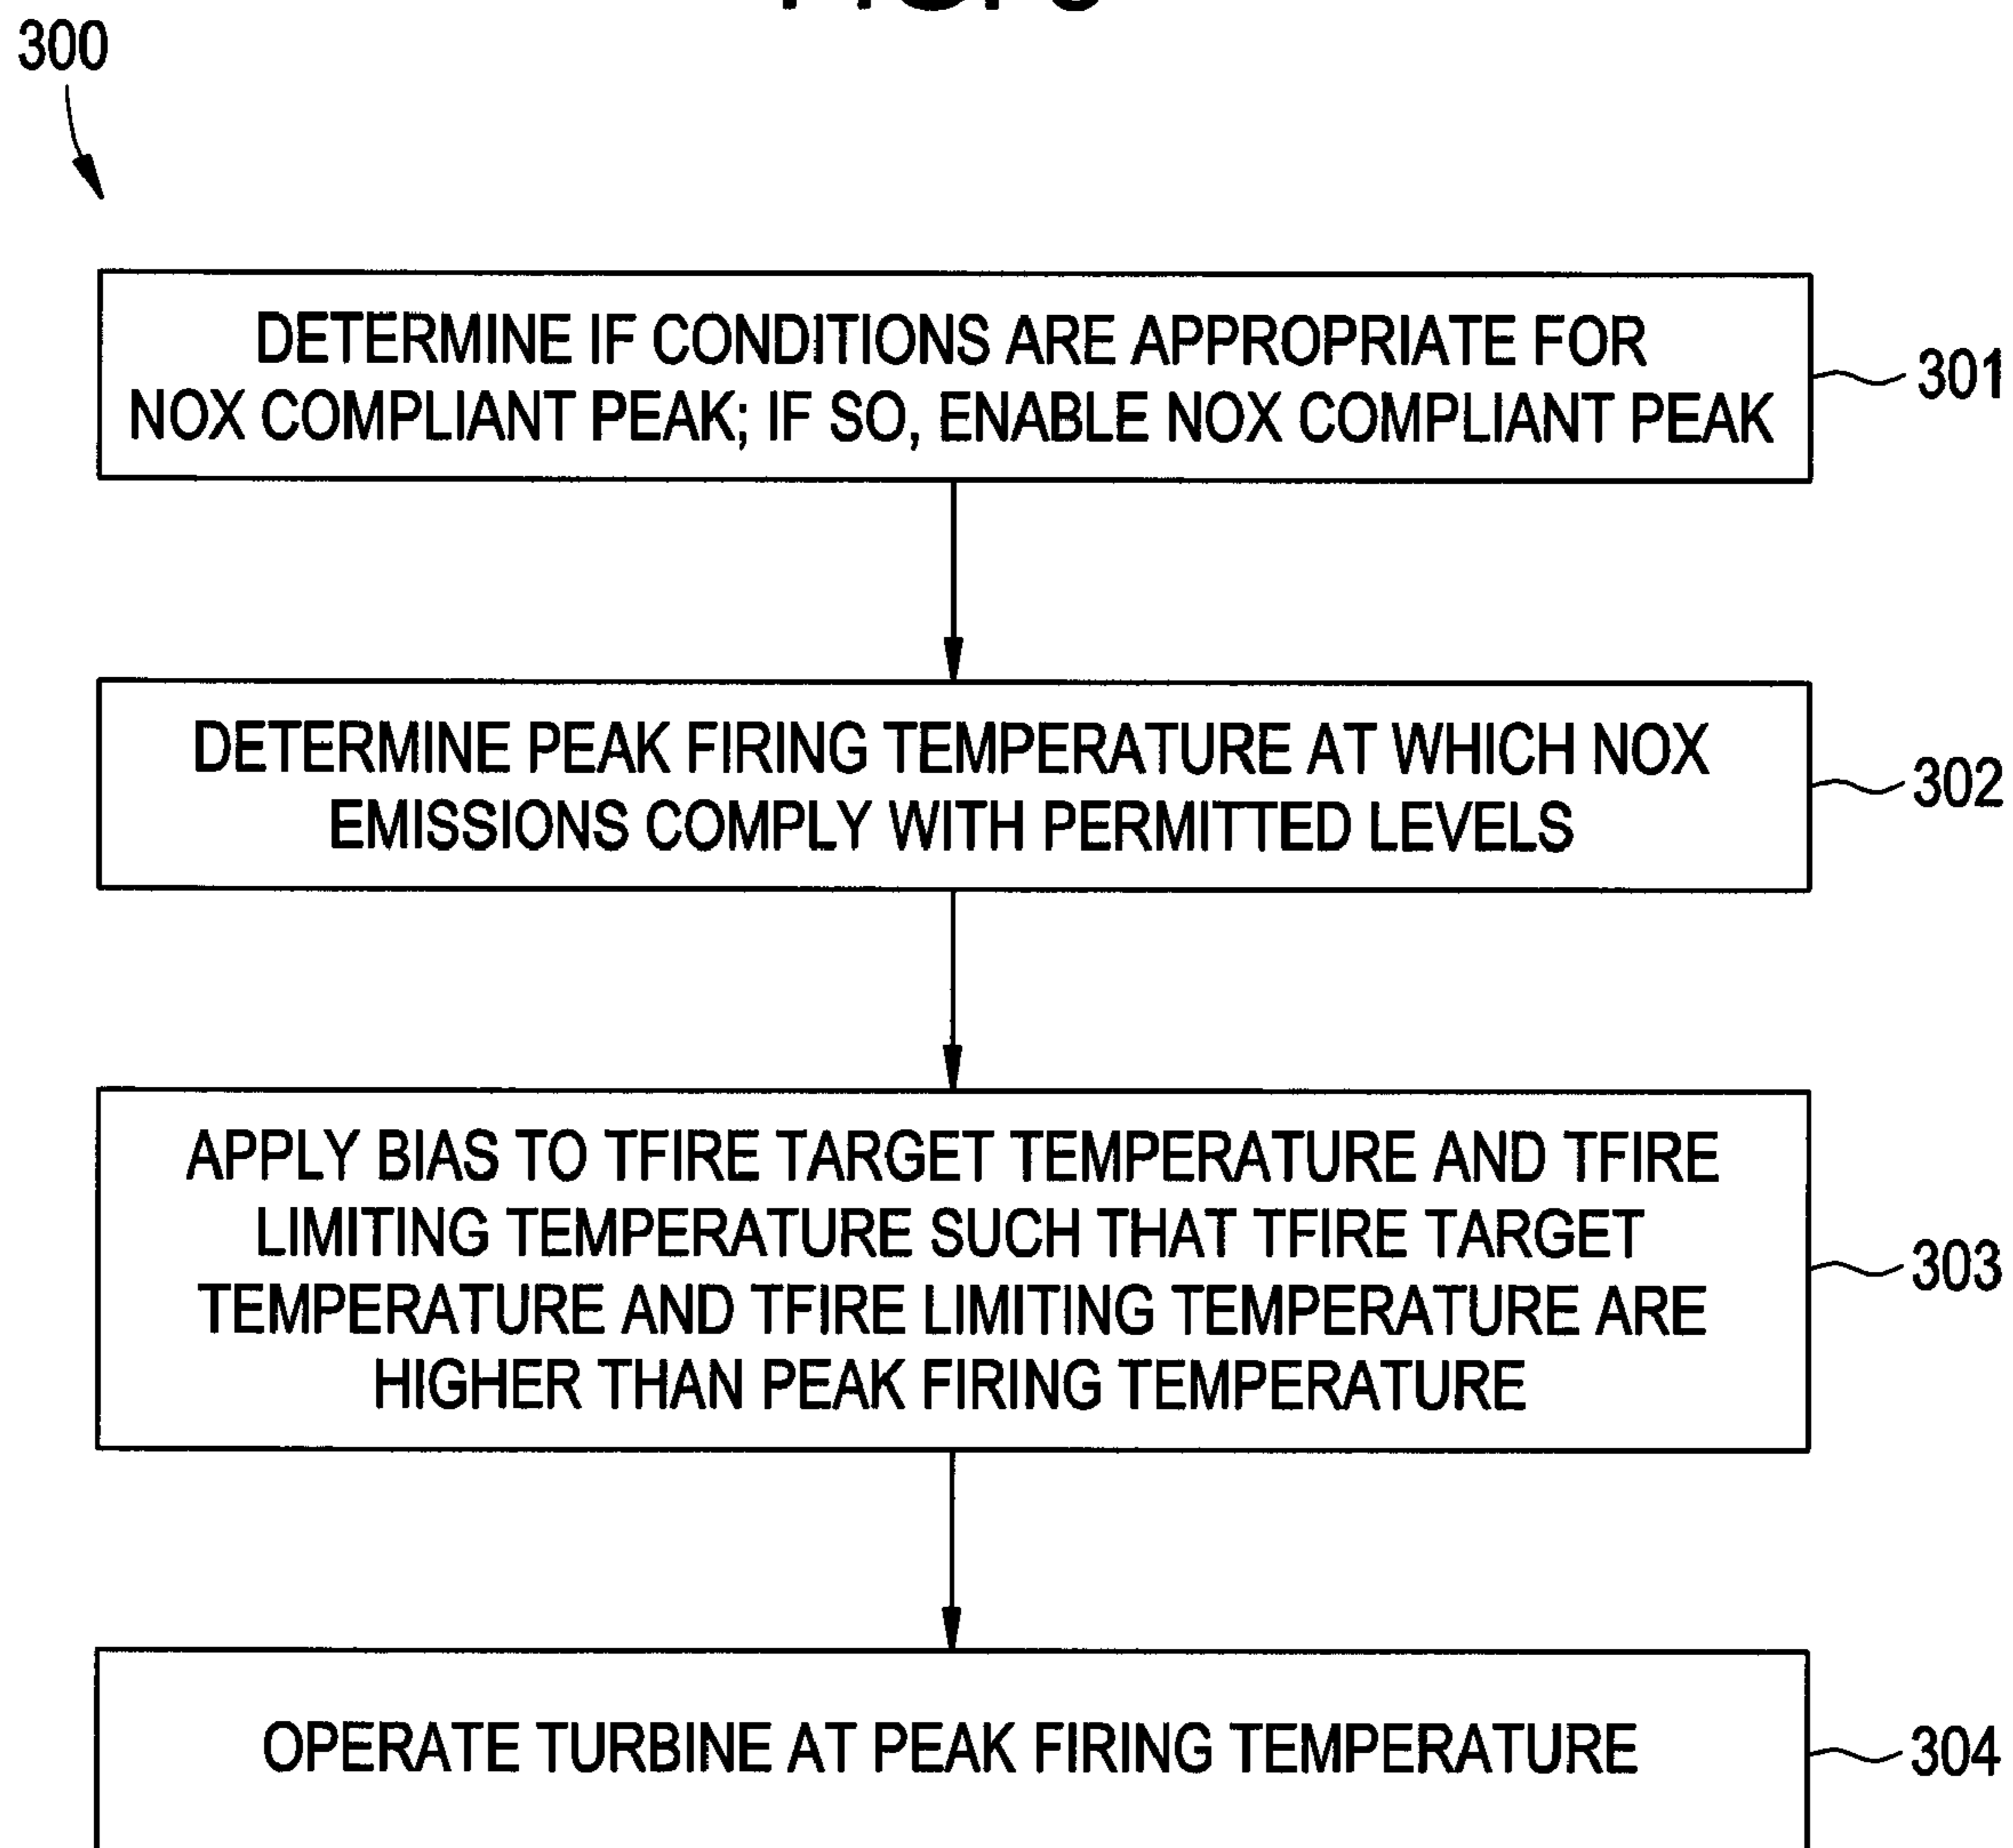 300
DETERMINE IF CONDITIONS ARE APPROPRIATE FOR
NOX COMPLIANT PEAK; IF SO, ENABLE NOX COMPLIANT PEAK
301
DETERMINE PEAK FIRING TEMPERATURE AT WHICH NOX
EMISSIONS COMPLY WITH PERMITTED LEVELS
302
APPLY BIAS TO TFIRE TARGET TEMPERATURE AND TFIRE
LIMITING TEMPERATURE SUCH THAT TFIRE TARGET
TEMPERATURE AND TFIRE LIMITING TEMPERATURE ARE
HIGHER THAN PEAK FIRING TEMPERATURE
303
OPERATE TURBINE AT PEAK FIRING TEMPERATURE
304